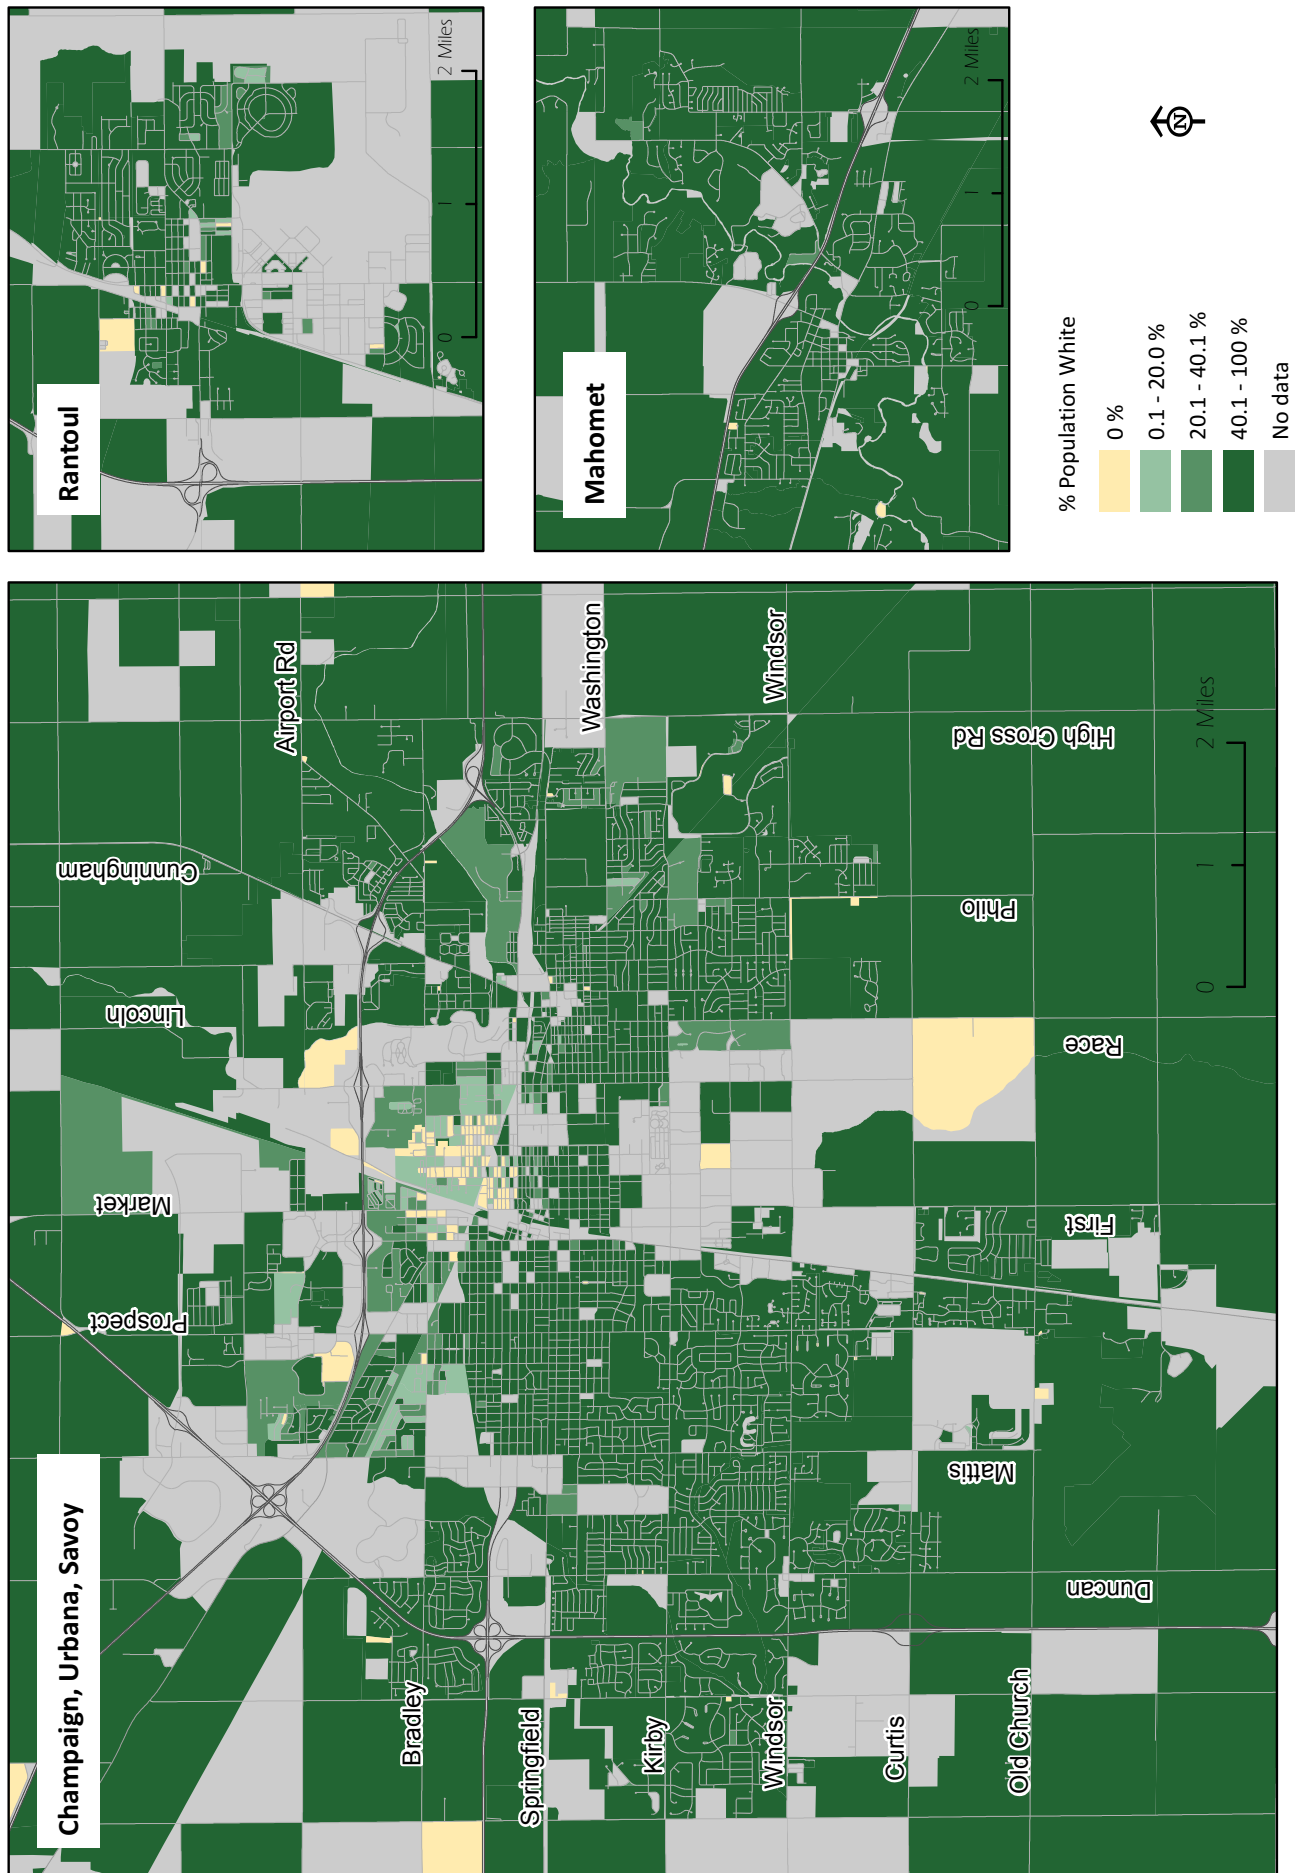 Champaign, Urbana, Savoy
Prospect
Market
Lincoln
Cunningham
Airport Rd
Bradley
Springfield
Kirby
Windsor
Curtis
Old Church
Washington
Windsor
Duncan
Mattis
First
Race
Philo
High Cross Rd
0 1 2 Miles
Rantoul
0 1 2 Miles
Mahomet
0 1 2 Miles
% Population White
0 %
0.1 - 20.0 %
20.1 - 40.1 %
40.1 - 100 %
No data
N